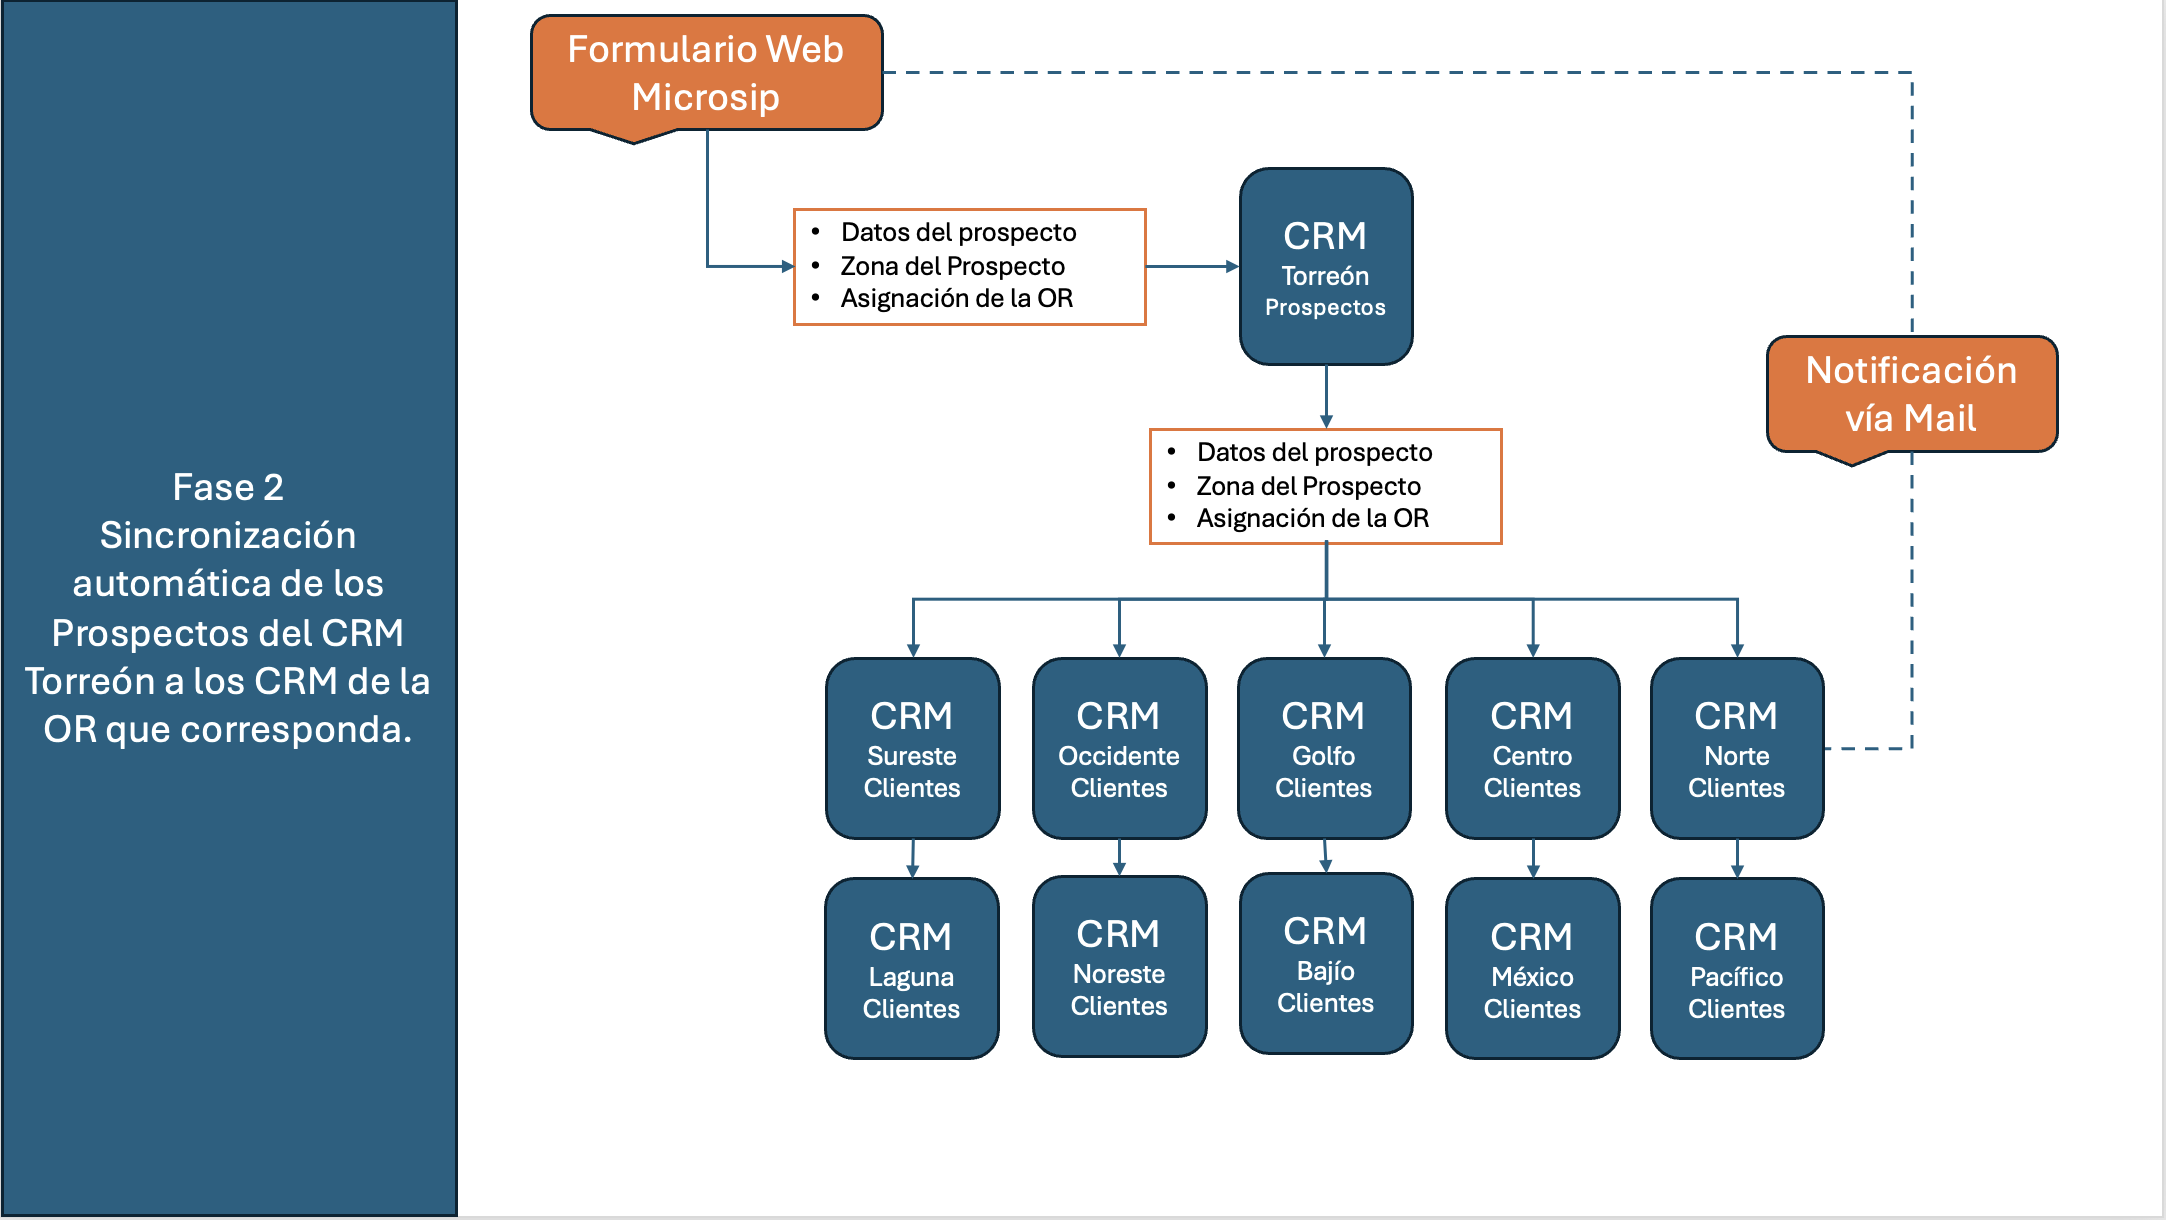 Fase 2
Sincronización
automática de los
Prospectos del CRM
Torreón a los CRM de la
OR que corresponda.
Formulario Web
Microsip
• Datos del prospecto
• Zona del Prospecto
• Asignación de la OR
CRM
Torreón
Prospectos
Notificación
vía Mail
• Datos del prospecto
• Zona del Prospecto
• Asignación de la OR
CRM
Sureste
Clientes
CRM
Occidente
Clientes
CRM
Golfo
Clientes
CRM
Centro
Clientes
CRM
Norte
Clientes
CRM
Laguna
Clientes
CRM
Noreste
Clientes
CRM
Bajío
Clientes
CRM
México
Clientes
CRM
Pacífico
Clientes